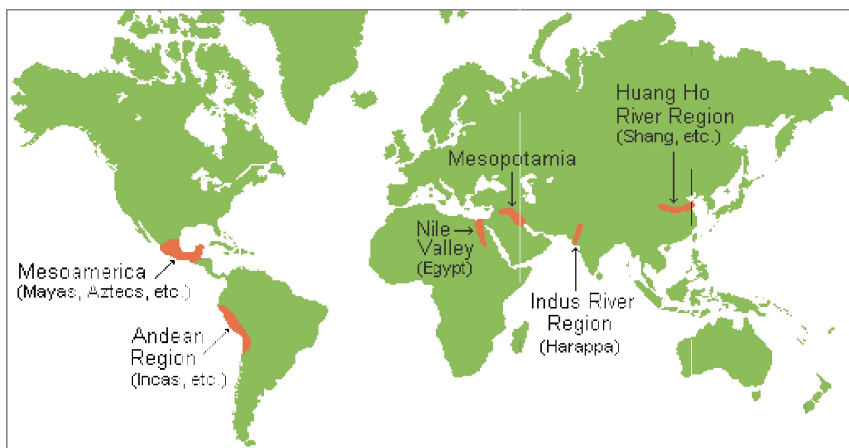 Huang Ho
River Region
(Shang, etc.)
Mesopotamia
Nile
Valley
(Egypt)
Mesoamerica
(Mayas, Aztecs, etc.)
Indus River
Region
(Harappa)
Andean
Region
(Incas, etc.)